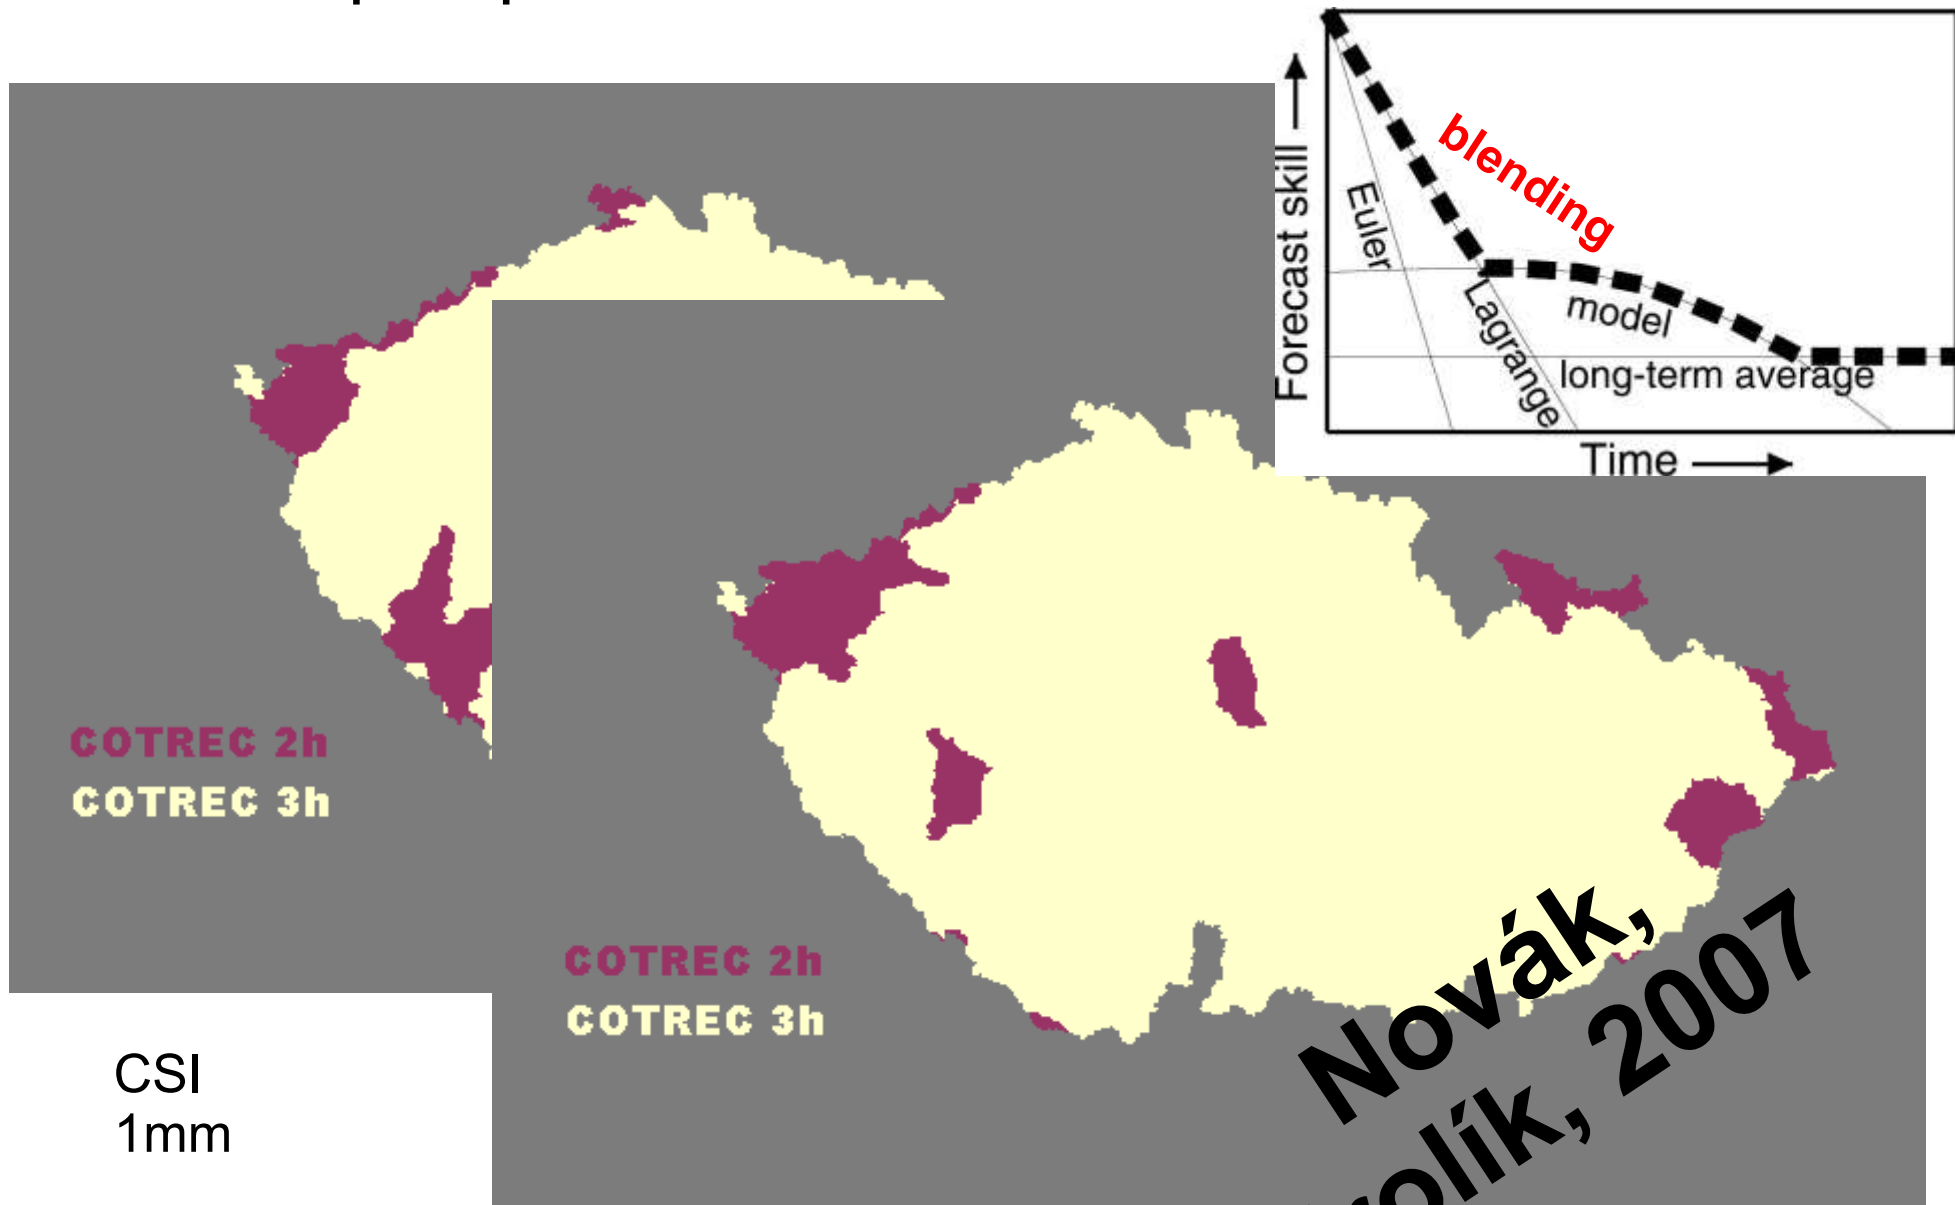 Forecast skill
blending
Euler
Lagrange
model
long-term average
Time
COTREC 2h
COTREC 3h
COTREC 2h
COTREC 3h
CSI
1mm
Novák,
2007